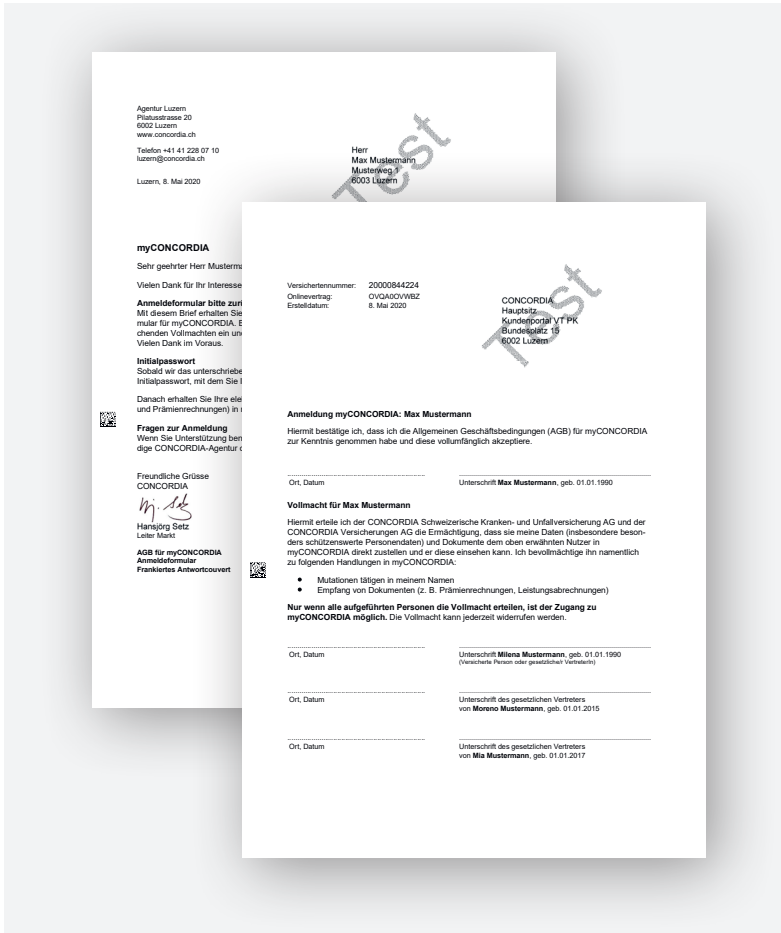 Agentur Luzern
Pilatusstrasse 20
6002 Luzern
www.concordia.ch
Telefon +41 41 228 07 10
luzern@concordia.ch
Luzern, 8. Mai 2020
Herr
Max Mustermann
Musterweg 1
6003 Luzern
Test
myCONCORDIA
Sehr geehrter Herr Musterma
Vielen Dank für Ihr Interesse
Anmeldeformular bitte zurü
Mit diesem Brief erhalten Sie
mular für myCONCORDIA. E
chenden Vollmachten ein und
Vielen Dank im Voraus.
Initialpasswort
Sobald wir das unterschriebe
Initialpasswort, mit dem Sie
Danach erhalten Sie Ihre ele
und Prämienrechnungen) in
Fragen zur Anmeldung
Wenn Sie Unterstützung ben
dige CONCORDIA-Agentur
Freundliche Grüsse
CONCORDIA
Hansjörg Setz
Leiter Markt
AGB für myCONCORDIA
Anmeldeformular
Frankiertes Antwortcouvert
Versichertennummer: 20000844224
Onlinevertrag: OVQA0OVWBZ
Erstelldatum: 8. Mai 2020
CONCORDIA
Hauptsitz
Kundenportal VT PK
Bundesplatz 15
6002 Luzern
Test
Anmeldung myCONCORDIA: Max Mustermann
Hiermit bestätige ich, dass ich die Allgemeinen Geschäftsbedingungen (AGB) für myCONCORDIA
zur Kenntnis genommen habe und diese vollumfänglich akzeptiere.
Ort, Datum Unterschrift Max Mustermann, geb. 01.01.1990
Vollmacht für Max Mustermann
Hiermit erteile ich der CONCORDIA Schweizerische Kranken- und Unfallversicherung AG und der
CONCORDIA Versicherungen AG die Ermächtigung, dass sie meine Daten (insbesondere beson-
ders schützenswerte Personendaten) und Dokumente dem oben erwähnten Nutzer in
myCONCORDIA direkt zustellen und er diese einsehen kann. Ich bevollmächtige ihn namentlich
zu folgenden Handlungen in myCONCORDIA:
● Mutationen tätigen in meinem Namen
● Empfang von Dokumenten (z. B. Prämienrechnungen, Leistungsabrechnungen)
Nur wenn alle aufgeführten Personen die Vollmacht erteilen, ist der Zugang zu
myCONCORDIA möglich. Die Vollmacht kann jederzeit widerrufen werden.
Ort, Datum Unterschrift Milena Mustermann, geb. 01.01.1990
(Versicherte Person oder gesetzliche/r Vertreter/in)
Ort, Datum Unterschrift des gesetzlichen Vertreters
von Moreno Mustermann, geb. 01.01.2015
Ort, Datum Unterschrift des gesetzlichen Vertreters
von Mia Mustermann, geb. 01.01.2017